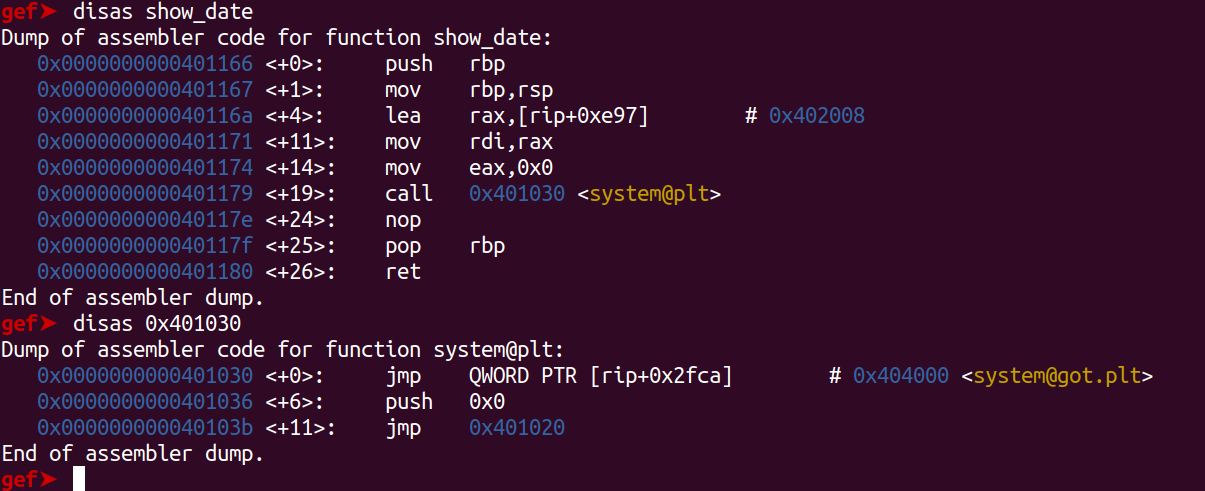 gef➤  disas show_date
Dump of assembler code for function show_date:
   0x0000000000401166 <+0>:     push   rbp
   0x0000000000401167 <+1>:     mov    rbp,rsp
   0x000000000040116a <+4>:     lea    rax,[rip+0xe97]        # 0x402008
   0x0000000000401171 <+11>:    mov    rdi,rax
   0x0000000000401174 <+14>:    mov    eax,0x0
   0x0000000000401179 <+19>:    call   0x401030 <system@plt>
   0x000000000040117e <+24>:    nop
   0x000000000040117f <+25>:    pop    rbp
   0x0000000000401180 <+26>:    ret
End of assembler dump.
gef➤  disas 0x401030
Dump of assembler code for function system@plt:
   0x0000000000401030 <+0>:     jmp    QWORD PTR [rip+0x2fca]        # 0x404000 <system@got.plt>
   0x0000000000401036 <+6>:     push   0x0
   0x000000000040103b <+11>:    jmp    0x401020
End of assembler dump.
gef➤